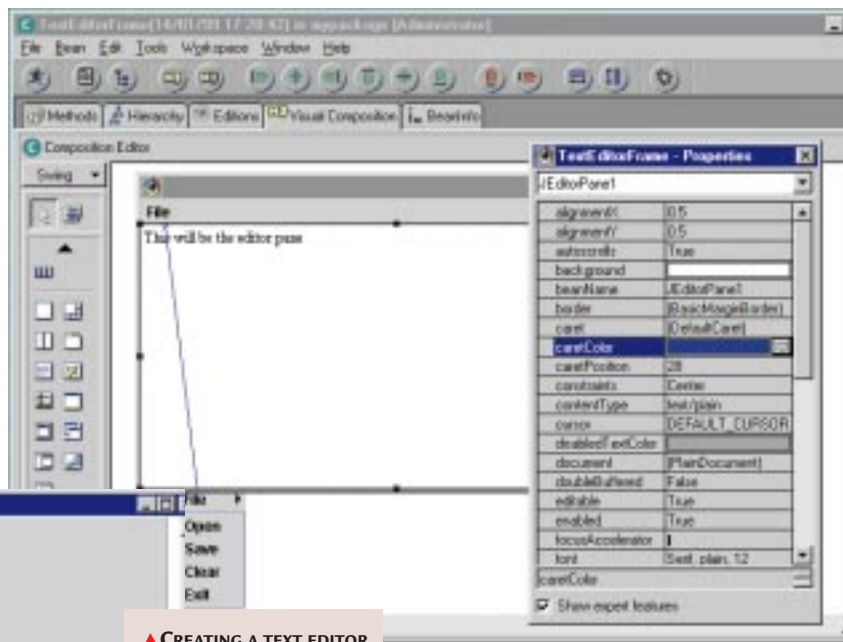 TextEditorFrame[14/01/99 17:20:42] in mypackage [Administrator]
File Bean Edit Tools Workspace Window Help
Methods Hierarchy Editions Visual Composition BeanInfo
Composition Editor
Swing
File
This will be the editor pane
File
Open
Save
Clear
Exit
TextEditorFrame - Properties
JEditorPane1
alignmentX 0.5
alignmentY 0.5
autoscrolls True
background
beanName JEditorPane1
border (BasicMarginBorder)
caret (DefaultCaret)
caretColor
caretPosition 28
constraints Center
contentType text/plain
cursor DEFAULT_CURSOR
disabledTextColor
document (PlainDocument)
doubleBuffered False
editable True
enabled True
focusAccelerator
font Serif, plain, 12
caretColor
Show expert features
▲ CREATING A TEXT EDITOR